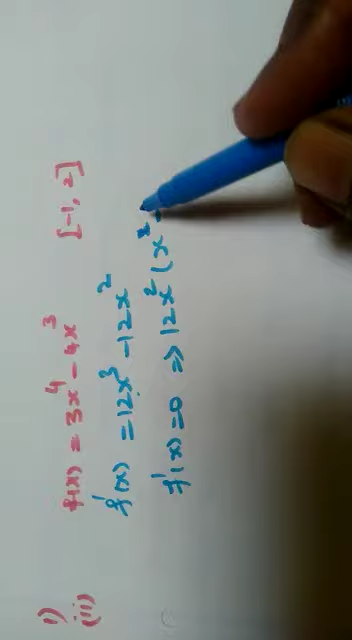 1)
(ii) f(x) = 3x⁴ - 4x³ [-1, 2]
f'(x) = 12x³ - 12x²
f'(x) = 0 ⇒ 12x² (x